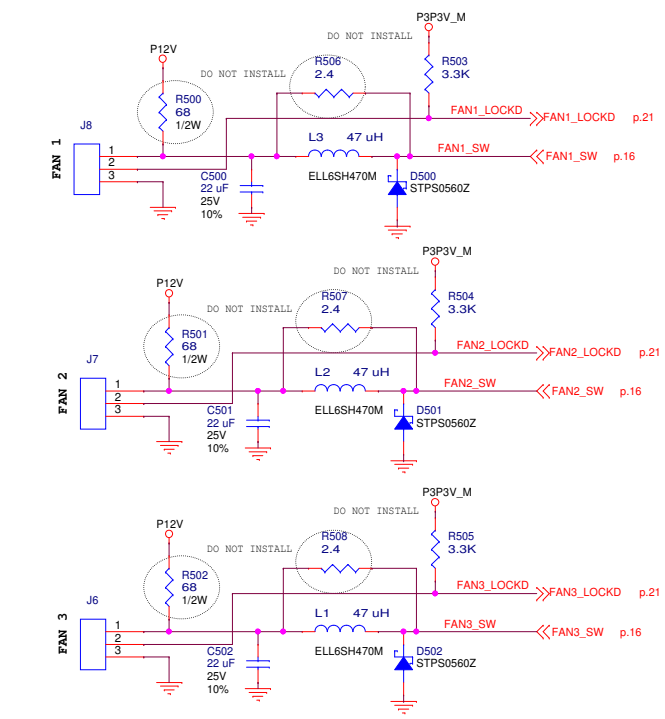 P3P3V_M
DO NOT INSTALL
P12V
DO NOT INSTALL
R506
2.4
R503
3.3K
R500
68
1/2W
FAN1_LOCKD
FAN1_LOCKD p.21
J8
FAN 1
1
2
3
L3 47 uH
FAN1_SW
FAN1_SW p.16
C500
22 uF
25V
10%
ELL6SH470M
D500
STPS0560Z
P3P3V_M
DO NOT INSTALL
P12V
DO NOT INSTALL
R507
2.4
R504
3.3K
R501
68
1/2W
FAN2_LOCKD
FAN2_LOCKD p.21
J7
FAN 2
1
2
3
L2 47 uH
FAN2_SW
FAN2_SW p.16
C501
22 uF
25V
10%
ELL6SH470M
D501
STPS0560Z
P3P3V_M
DO NOT INSTALL
P12V
DO NOT INSTALL
R508
2.4
R505
3.3K
R502
68
1/2W
FAN3_LOCKD
FAN3_LOCKD p.21
J6
FAN 3
1
2
3
L1 47 uH
FAN3_SW
FAN3_SW p.16
C502
22 uF
25V
10%
ELL6SH470M
D502
STPS0560Z